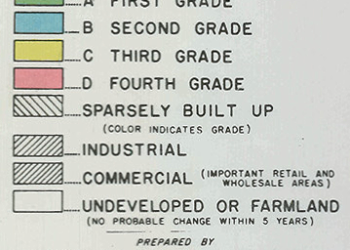 A FIRST GRADE
B SECOND GRADE
C THIRD GRADE
D FOURTH GRADE
SPARSELY BUILT UP
(COLOR INDICATES GRADE)
INDUSTRIAL
COMMERCIAL (IMPORTANT RETAIL AND WHOLESALE AREAS)
UNDEVELOPED OR FARMLAND
(NO PROBABLE CHANGE WITHIN 5 YEARS)
PREPARED BY